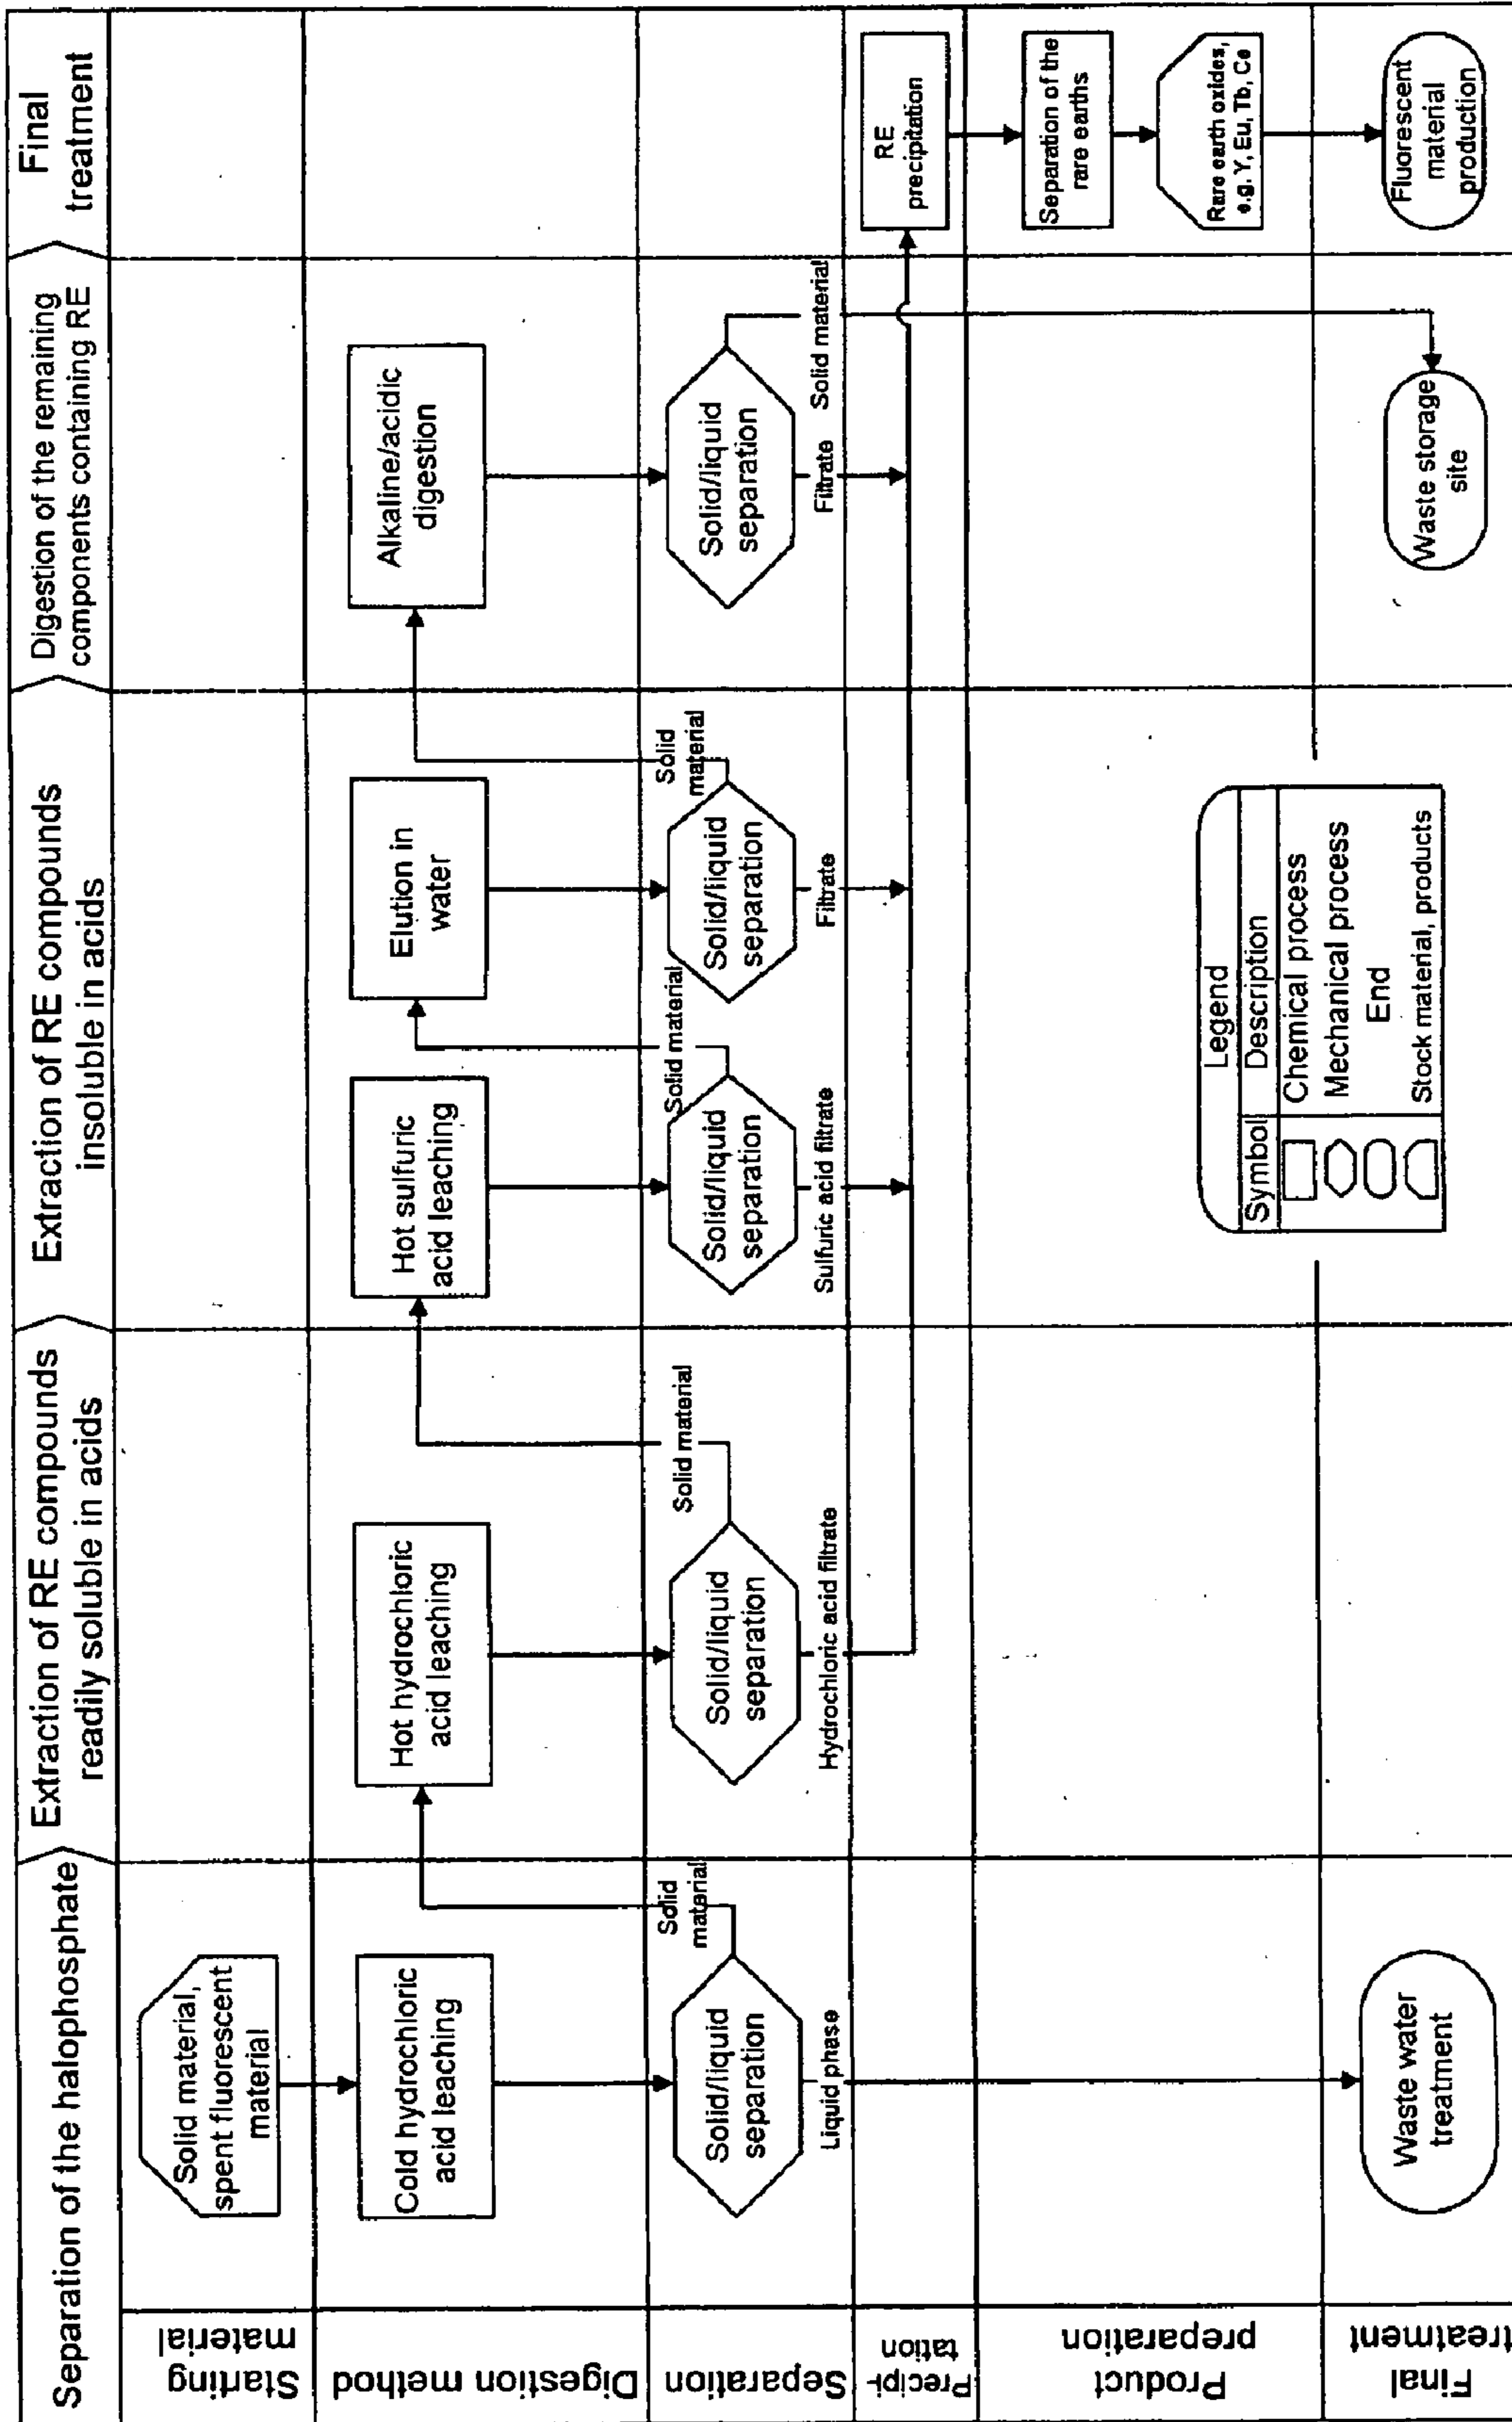 Separation of the halophosphate
Extraction of RE compounds
readily soluble in acids
Extraction of RE compounds
insoluble in acids
Digestion of the remaining
components containing RE
Final
treatment
Starting
material
Solid material,
spent fluorescent
material
Digestion method
Cold hydrochloric
acid leaching
Hot hydrochloric
acid leaching
Hot sulfuric
acid leaching
Elution in
water
Alkaline/acidic
digestion
Separation
Solid/liquid
separation
Solid
material
Liquid phase
Solid/liquid
separation
Solid material
Hydrochloric acid filtrate
Solid/liquid
separation
Solid material
Sulfuric acid filtrate
Solid/liquid
separation
Solid
material
Filtrate
Solid/liquid
separation
Solid material
Filtrate
Precipi-
tation
RE
precipitation
Product
preparation
Separation of the
rare earths
Rare earth oxides,
e.g. Y, Eu, Tb, Ce
Legend
Symbol Description
Chemical process
Mechanical process
End
Stock material, products
Final
treatment
Waste water
treatment
Waste storage
site
Fluorescent
material
production